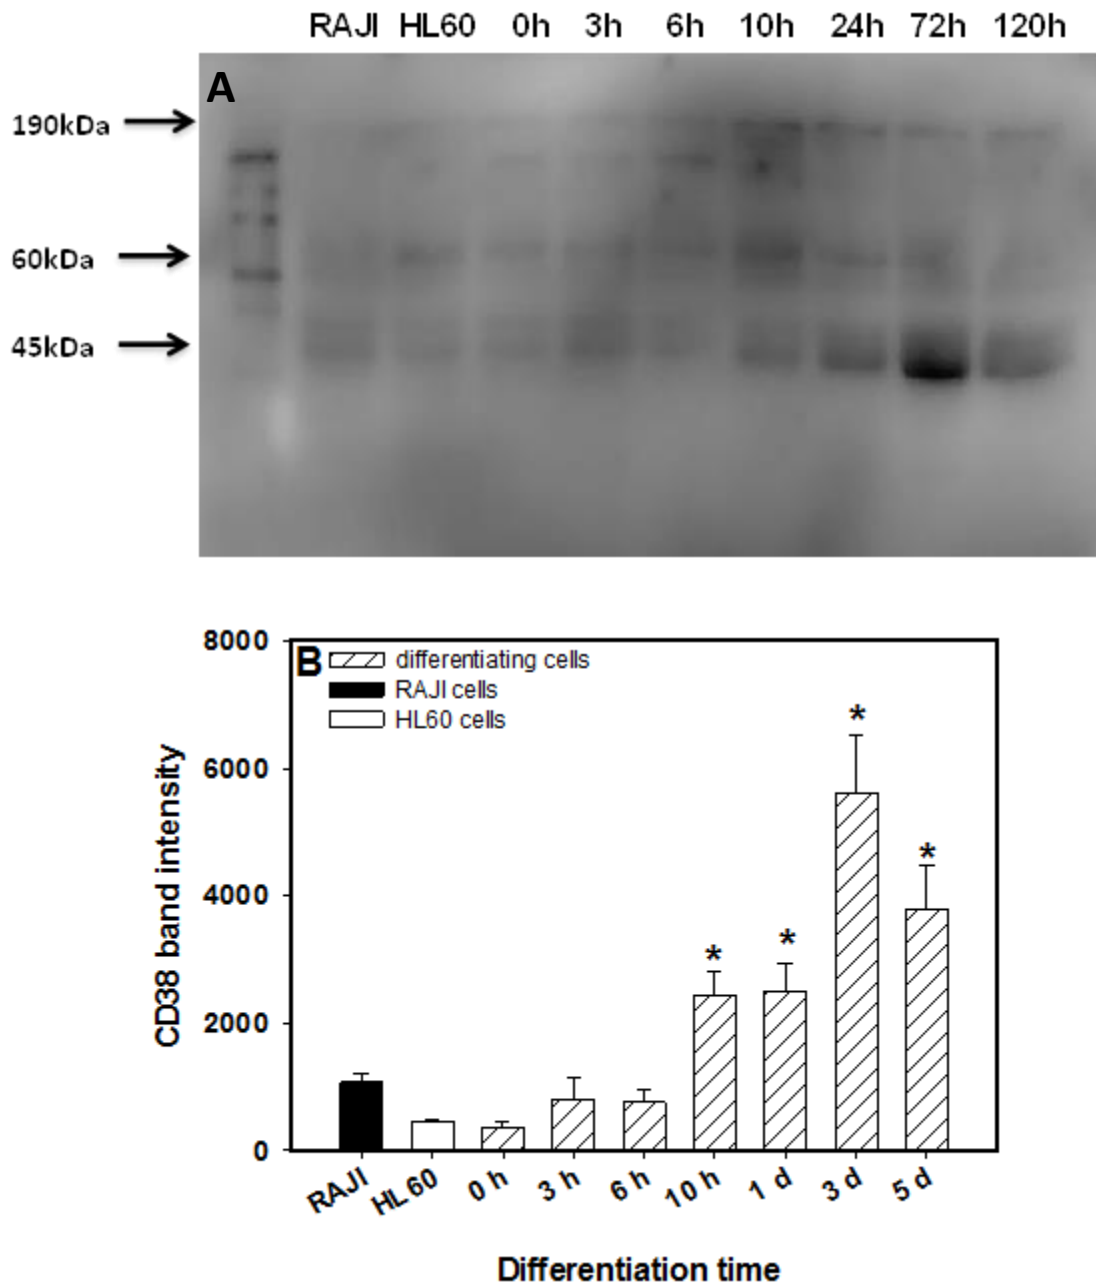 RAJI HL60 0h 3h 6h 10h 24h 72h 120h
A
190kDa
60kDa
45kDa
8000
B
differentiating cells
RAJI cells
HL60 cells
6000
4000
2000
0
CD38 band intensity
* * * *
RAJI HL60 0 h 3 h 6 h 10 h 1 d 3 d 5 d
Differentiation time